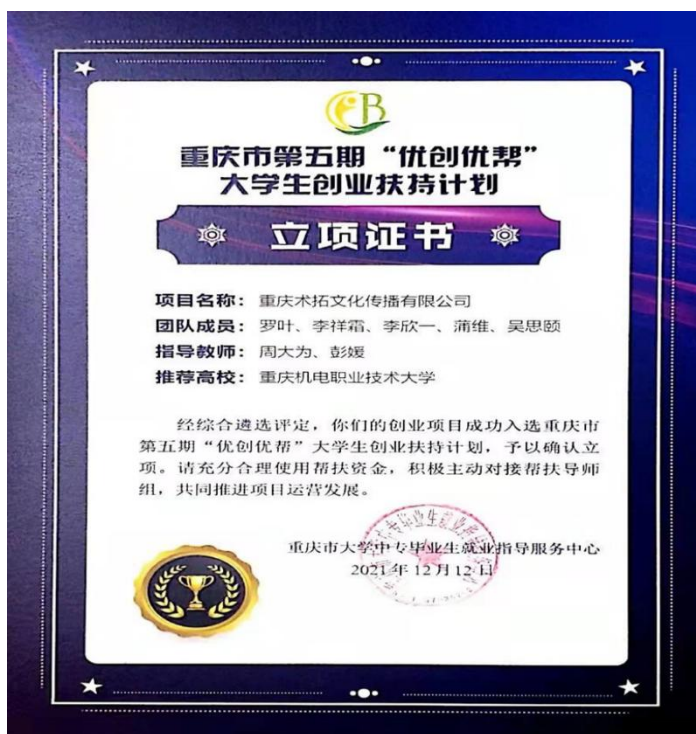 重庆市第五期“优创优帮”
大学生创业扶持计划
立项证书
项目名称：重庆术拓文化传播有限公司
团队成员：罗叶、李祥霜、李欣一、蒲维、吴思颐
指导教师：周大为、彭媛
推荐高校：重庆机电职业技术大学
经综合遴选评定，你们的创业项目成功入选重庆市
第五期“优创优帮”大学生创业扶持计划，予以确认立
项。请充分合理使用帮扶资金，积极主动对接帮扶导师
组，共同推进项目运营发展。
重庆市大学中专毕业生就业指导服务中心
2021年12月12日